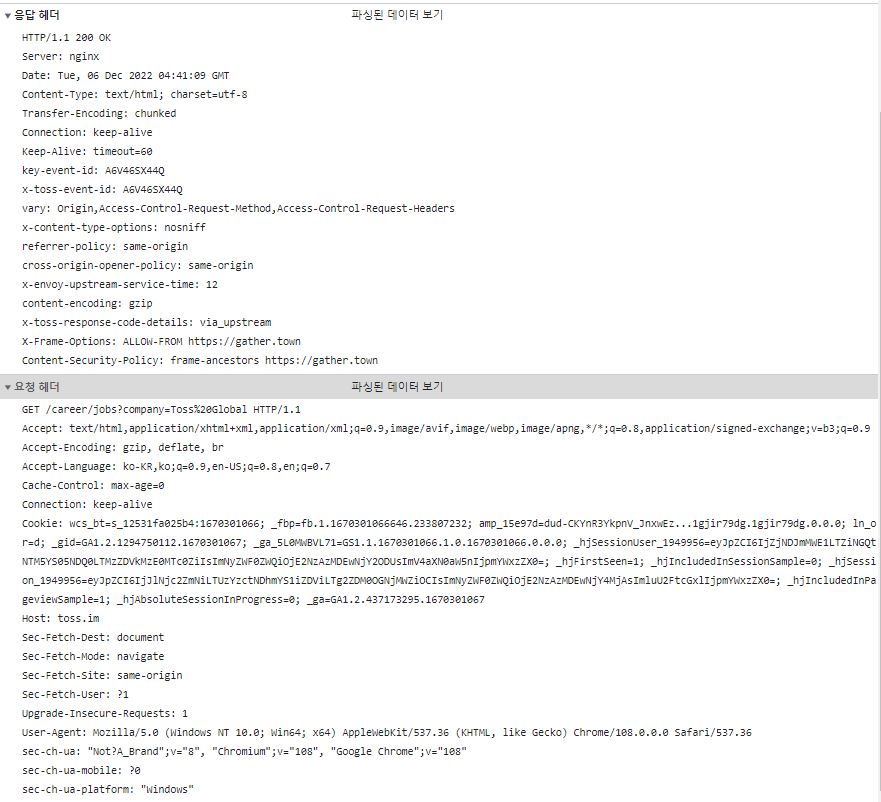 ▼ 응답 헤더 파싱된 데이터 보기
HTTP/1.1 200 OK
Server: nginx
Date: Tue, 06 Dec 2022 04:41:09 GMT
Content-Type: text/html; charset=utf-8
Transfer-Encoding: chunked
Connection: keep-alive
Keep-Alive: timeout=60
key-event-id: A6V46SX44Q
x-toss-event-id: A6V46SX44Q
vary: Origin,Access-Control-Request-Method,Access-Control-Request-Headers
x-content-type-options: nosniff
referrer-policy: same-origin
cross-origin-opener-policy: same-origin
x-envoy-upstream-service-time: 12
content-encoding: gzip
x-toss-response-code-details: via_upstream
X-Frame-Options: ALLOW-FROM https://gather.town
Content-Security-Policy: frame-ancestors https://gather.town
▼ 요청 헤더 파싱된 데이터 보기
GET /career/jobs?company=Toss%20Global HTTP/1.1
Accept: text/html,application/xhtml+xml,application/xml;q=0.9,image/avif,image/webp,image/apng,*/*;q=0.8,application/signed-exchange;v=b3;q=0.9
Accept-Encoding: gzip, deflate, br
Accept-Language: ko-KR,ko;q=0.9,en-US;q=0.8,en;q=0.7
Cache-Control: max-age=0
Connection: keep-alive
Cookie: wcs_bt=s_12531fa025b4:1670301066; _fbp=fb.1.1670301066646.233807232; amp_15e97d=dud-CKYnR3YkpnV_JnxwEz...1gjir79dg.1gjir79dg.0.0.0; ln_o
r=d; _gid=GA1.2.1294750112.1670301067; _ga_5L0MWBVL71=GS1.1.1670301066.1.0.1670301066.0.0.0; _hjSessionUser_1949956=eyJpZCI6IjZjNDJmMWE1LTZiNGQt
NTM5YS05NDQ0LTMzZDVkMzE0MTc0ZiIsImNyZWF0ZWQiOjE2NzAzMDEwNjY2ODUsImV4aXN0aW5nIjpmYWxzZX0=; _hjFirstSeen=1; _hjIncludedInSessionSample=0; _hjSessi
on_1949956=eyJpZCI6IjJlNjc2ZmNiLTUzYzctNDhmYS1iZDViLTg2ZDM0OGNjMWZiOCIsImNyZWF0ZWQiOjE2NzAzMDEwNjY4MjAsImluU2FtcGxlIjpmYWxzZX0=; _hjIncludedInPa
geviewSample=1; _hjAbsoluteSessionInProgress=0; _ga=GA1.2.437173295.1670301067
Host: toss.im
Sec-Fetch-Dest: document
Sec-Fetch-Mode: navigate
Sec-Fetch-Site: same-origin
Sec-Fetch-User: ?1
Upgrade-Insecure-Requests: 1
User-Agent: Mozilla/5.0 (Windows NT 10.0; Win64; x64) AppleWebKit/537.36 (KHTML, like Gecko) Chrome/108.0.0.0 Safari/537.36
sec-ch-ua: "Not?A_Brand";v="8", "Chromium";v="108", "Google Chrome";v="108"
sec-ch-ua-mobile: ?0
sec-ch-ua-platform: "Windows"